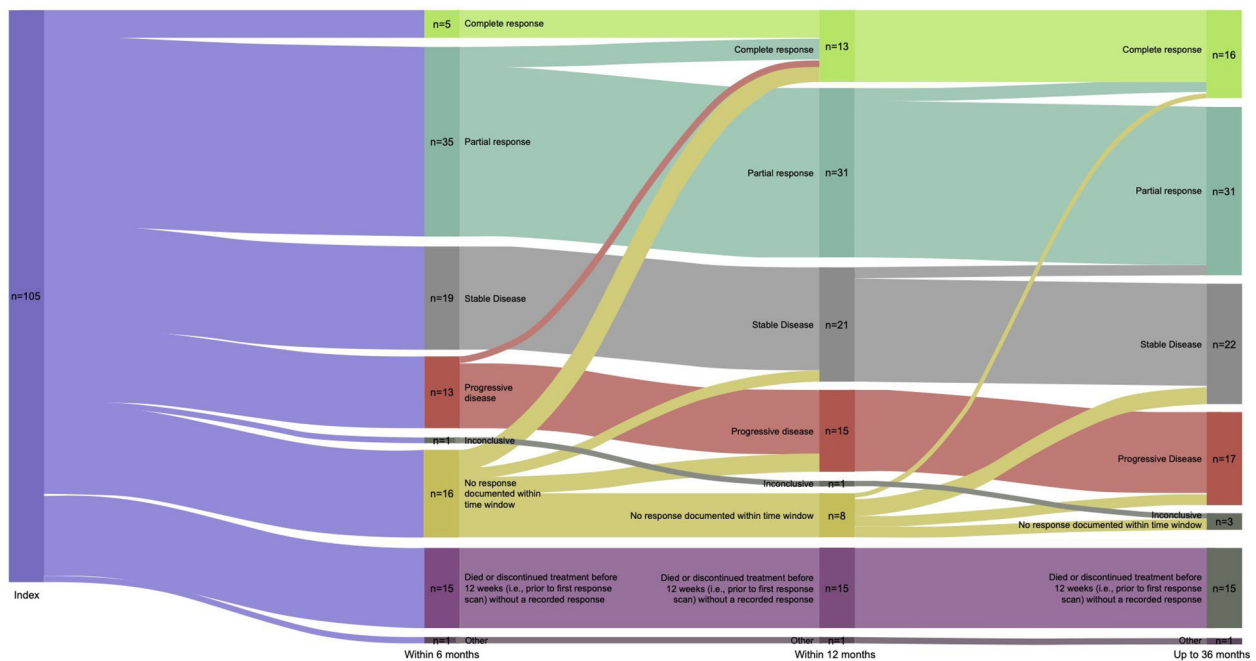 n=105
Index
n=5
Complete response
n=35
Partial response
n=19
Stable Disease
n=13
Progressive
disease
n=1
Inconclusive
n=16
No response
documented within
time window
n=15
Died or discontinued treatment before
12 weeks (i.e., prior to first response
scan) without a recorded response
n=1
Other
Within 6 months
Complete response
n=13
Partial response
n=31
Stable Disease
n=21
Progressive disease
n=15
Inconclusive
n=1
No response documented within time window
n=8
Died or discontinued treatment before
12 weeks (i.e., prior to first response
scan) without a recorded response
n=15
Other
n=1
Within 12 months
Complete response
n=16
Partial response
n=31
Stable Disease
n=22
Progressive Disease
n=17
Inconclusive
No response documented within time window
n=3
Died or discontinued treatment before
12 weeks (i.e., prior to first response
scan) without a recorded response
n=15
Other
n=1
Up to 36 months